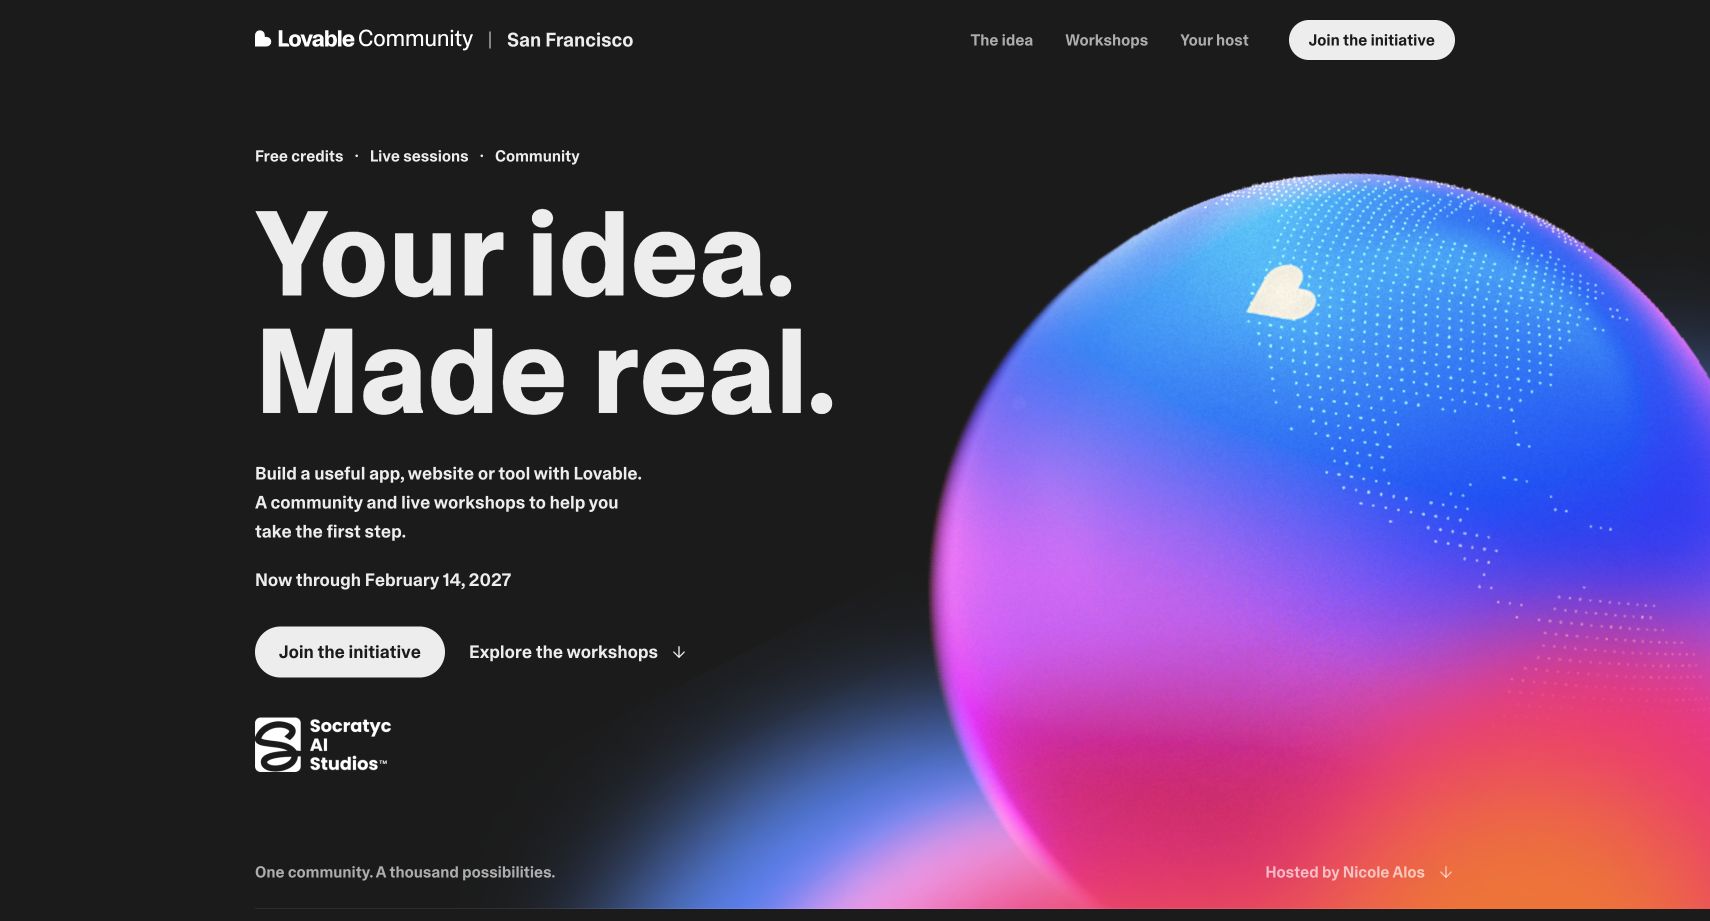 Lovable Community | San Francisco
The idea
Workshops
Your host
Join the initiative
Free credits · Live sessions · Community
Your idea.
Made real.
Build a useful app, website or tool with Lovable.
A community and live workshops to help you
take the first step.
Now through February 14, 2027
Join the initiative
Explore the workshops ↓
Socratyc
AI
Studios™
One community. A thousand possibilities.
Hosted by Nicole Alos ↓